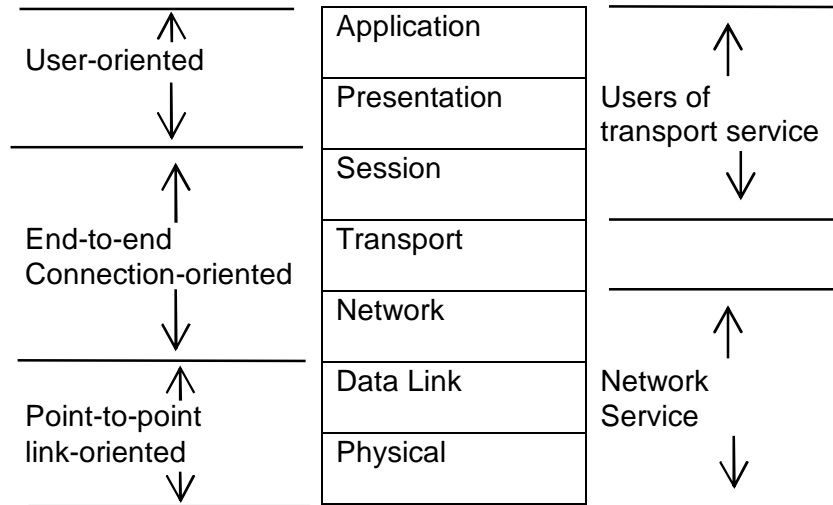 User-oriented
End-to-end
Connection-oriented
Point-to-point
link-oriented
Application
Presentation
Session
Transport
Network
Data Link
Physical
Users of
transport service
Network
Service